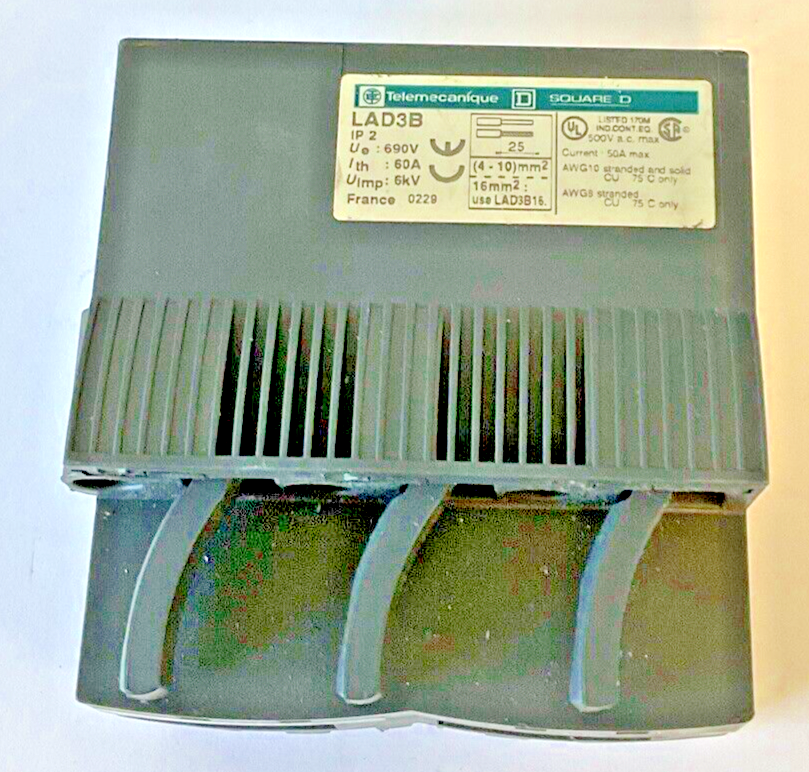 Telemecanique SQUARE D
LAD3B
IP 2
Ue : 690V
Ith : 60A
Uimp: 6kV
France 0229
25
(4 - 10)mm2
16mm2 :
use LAD3B16.
UL LISTED 170M
IND.CONT.EQ.
500V a.c. max
Current : 50A max
AWG10 stranded and solid
CU 75 C only
AWG8 stranded
CU 75 C only